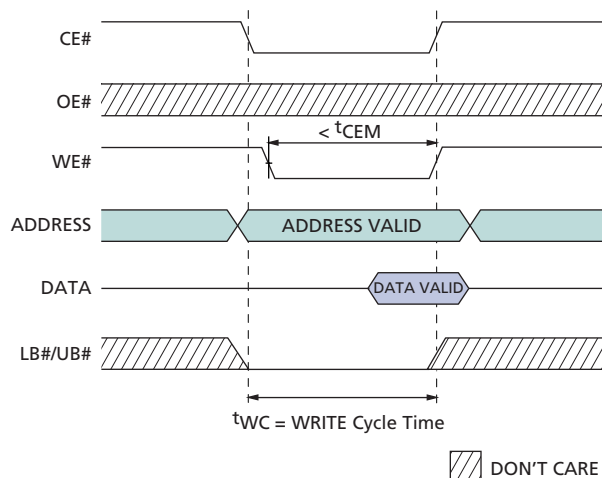 CE#
OE#
< tCEM
WE#
ADDRESS
ADDRESS VALID
DATA
DATA VALID
LB#/UB#
tWC = WRITE Cycle Time
DON'T CARE